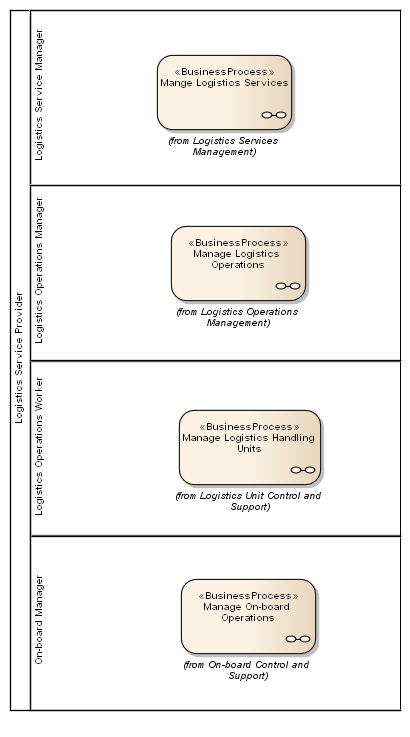 Logistics Service Provider
Logistics Service Manager
«BusinessProcess»
Mange Logistics Services
(from Logistics Services
Management)
Logistics Operations Manager
«BusinessProcess»
Manage Logistics
Operations
(from Logistics Operations
Management)
Logistics Operations Worker
«BusinessProcess»
Manage Logistics Handling
Units
(from Logistics Unit Control and
Support)
On-board Manager
«BusinessProcess»
Manage On-board
Operations
(from On-board Control and
Support)